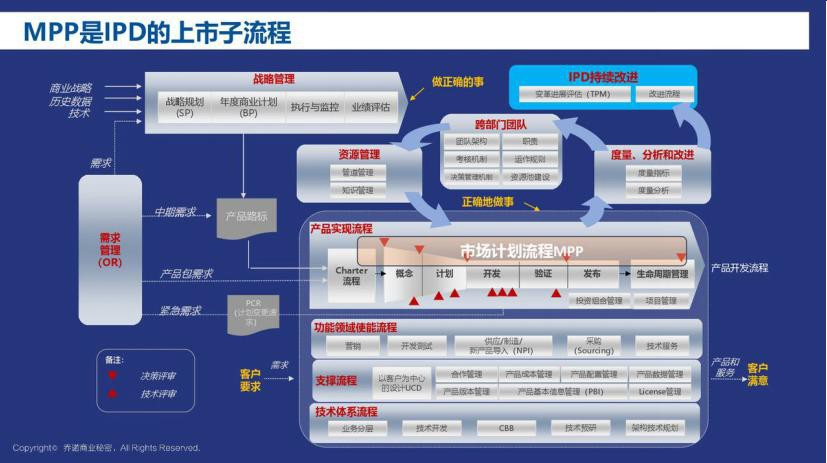 MPP是IPD的上市子流程
战略管理
商业战略
历史数据
技术
战略规划
(SP)
年度商业计划
(BP)
执行与监控
业绩评估
做正确的事
IPD持续改进
变革进展评估（TPM）
改进流程
跨部门团队
团队架构
职责
考核机制
运作规则
决策管理机制
资源池建设
资源管理
管道管理
知识管理
度量、分析和改进
度量指标
度量分析
需求
需求
管理
(OR)
中期需求
产品路标
正确地做事
产品实现流程
市场计划流程MPP
Charter
流程
概念
计划
开发
验证
发布
生命周期管理
产品开发流程
产品包需求
投资组合管理
项目管理
紧急需求
PCR
(计划变更请
求)
功能领域使能流程
营销
开发测试
供应/制造/
新产品导入（NPI）
采购
(Sourcing)
技术服务
备注：
决策评审
技术评审
客户
要求
需求
支撑流程
以客户为中心
的设计UCD
合作管理
产品成本管理
产品配置管理
产品数据管理
产品版本管理
产品基本信息管理（PBI）
License管理
产品和
服务
客户
满意
技术体系流程
业务分层
技术开发
CBB
技术预研
架构技术规划
Copyright© 乔诺商业秘密，All Rights Reserved.